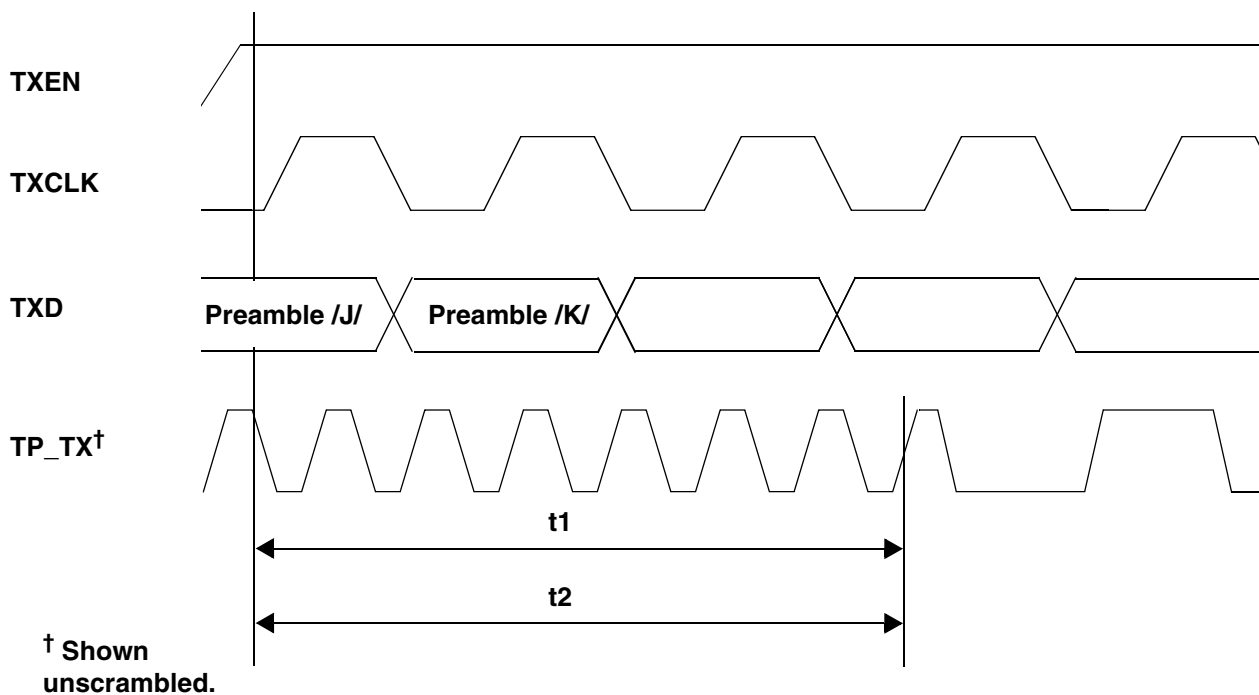 TXEN
TXCLK
TXD
Preamble /J/
Preamble /K/
TP_TX†
t1
t2
† Shown
unscrambled.